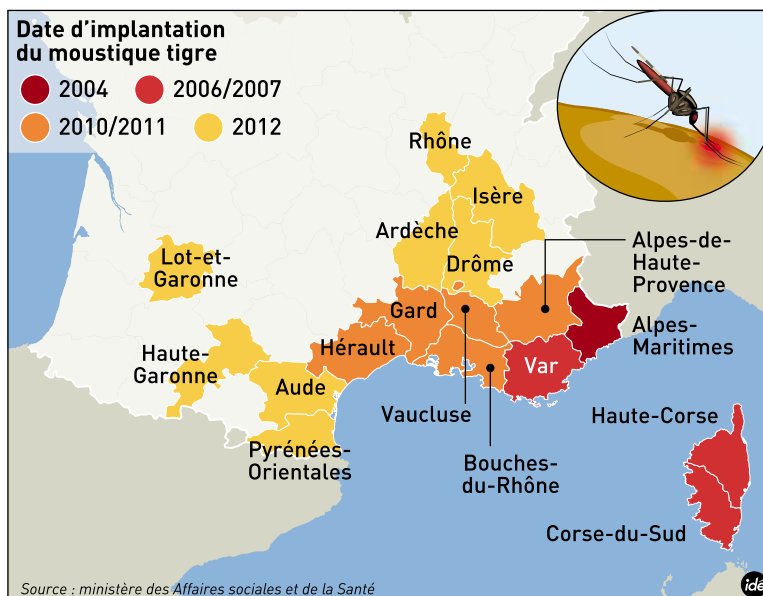 Date d'implantation
du moustique tigre
2004
2006/2007
2010/2011
2012
Rhône
Isère
Ardèche
Drôme
Lot-et-
Garonne
Alpes-de-
Haute-
Provence
Gard
Alpes-
Maritimes
Hérault
Haute-
Garonne
Var
Aude
Vaucluse
Haute-Corse
Pyrénées-
Orientales
Bouches-
du-Rhône
Corse-du-Sud
Source : ministère des Affaires sociales et de la Santé
idé